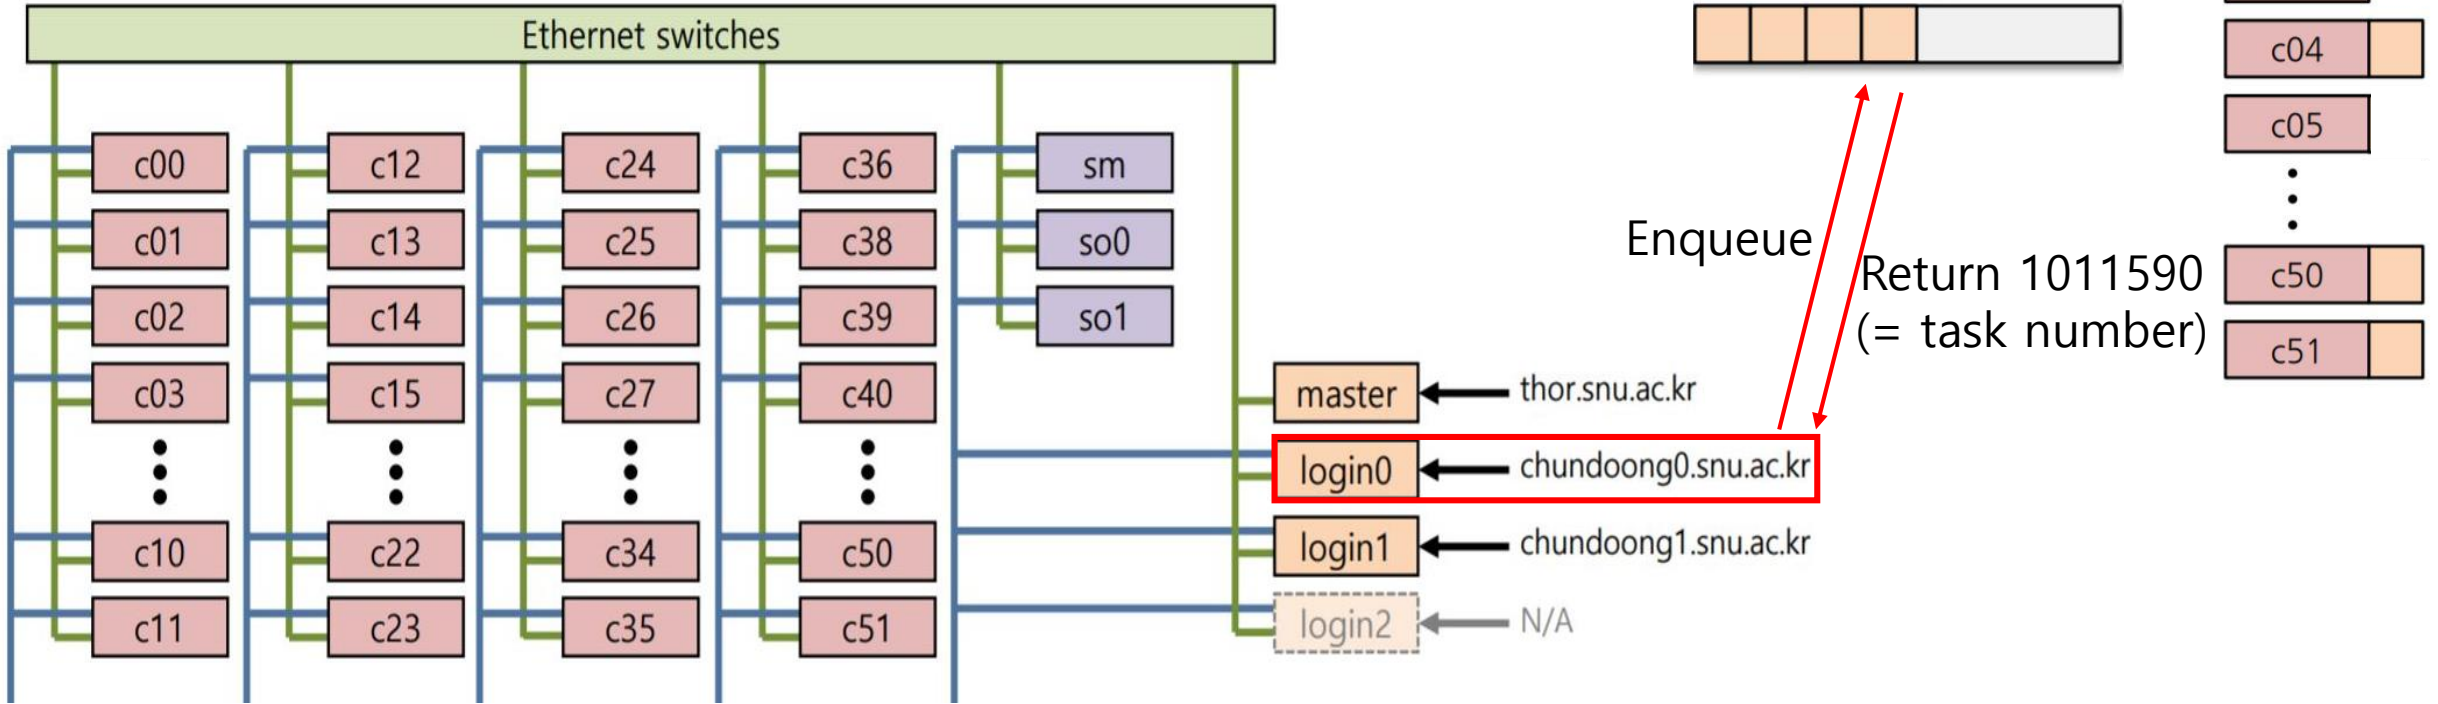 Ethernet switches
c00
c01
c02
c03
c10
c11
c12
c13
c14
c15
c22
c23
c24
c25
c26
c27
c34
c35
c36
c38
c39
c40
c50
c51
sm
so0
so1
master
login0
login1
login2
thor.snu.ac.kr
chundoong0.snu.ac.kr
chundoong1.snu.ac.kr
N/A
Enqueue
Return 1011590
(= task number)
c04
c05
c50
c51